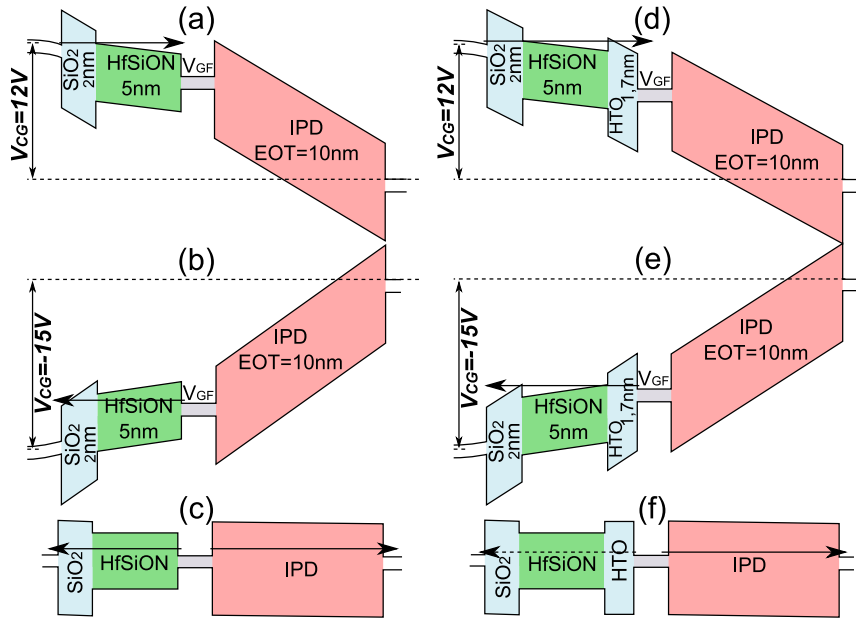 (a)
SiO2
2nm
HfSiON
5nm
VGF
VCG=12V
IPD
EOT=10nm
(d)
SiO2
2nm
HfSiON
5nm
HTO
1,7nm
VGF
VCG=12V
IPD
EOT=10nm
(b)
VCG=-15V
SiO2
2nm
HfSiON
5nm
VGF
IPD
EOT=10nm
(e)
VCG=-15V
SiO2
2nm
HfSiON
5nm
HTO
1,7nm
VGF
IPD
EOT=10nm
(c)
SiO2
HfSiON
IPD
(f)
SiO2
HfSiON
HTO
IPD